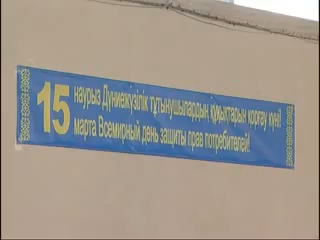 15 наурыз Дүниежүзілік тұтынушылардың құқықтарын қорғау күні!
марта Всемирный день защиты прав потребителей!